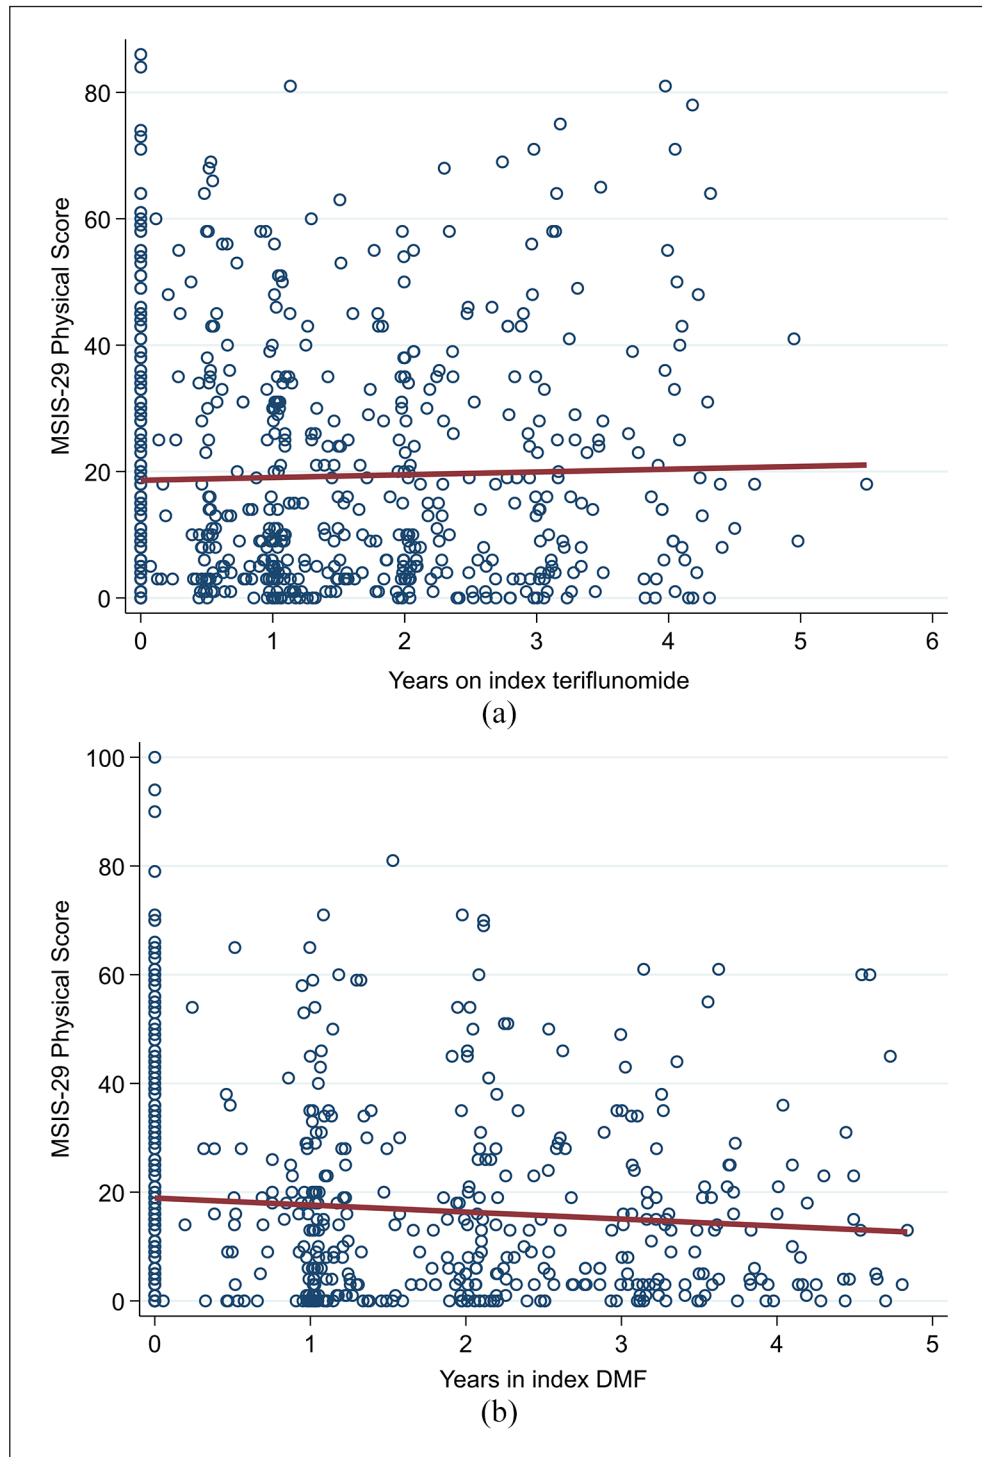 80
60
40
20
0
MSIS-29 Physical Score
0 1 2 3 4 5 6
Years on index teriflunomide
(a)
100
80
60
40
20
0
MSIS-29 Physical Score
0 1 2 3 4 5
Years in index DMF
(b)